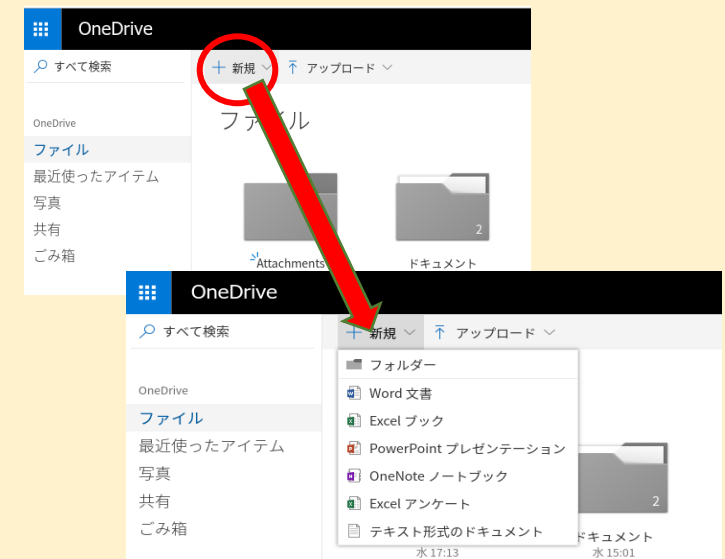 OneDrive
すべて検索
新規 アップロード
ファイル
OneDrive
ファイル
最近使ったアイテム
写真
共有
ごみ箱
2
Attachments
ドキュメント
OneDrive
すべて検索
新規 アップロード
OneDrive
ファイル
最近使ったアイテム
写真
共有
ごみ箱
フォルダー
Word 文書
Excel ブック
PowerPoint プレゼンテーション
OneNote ノートブック
Excel アンケート
テキスト形式のドキュメント
2
ドキュメント
水 17:13
水 15:01